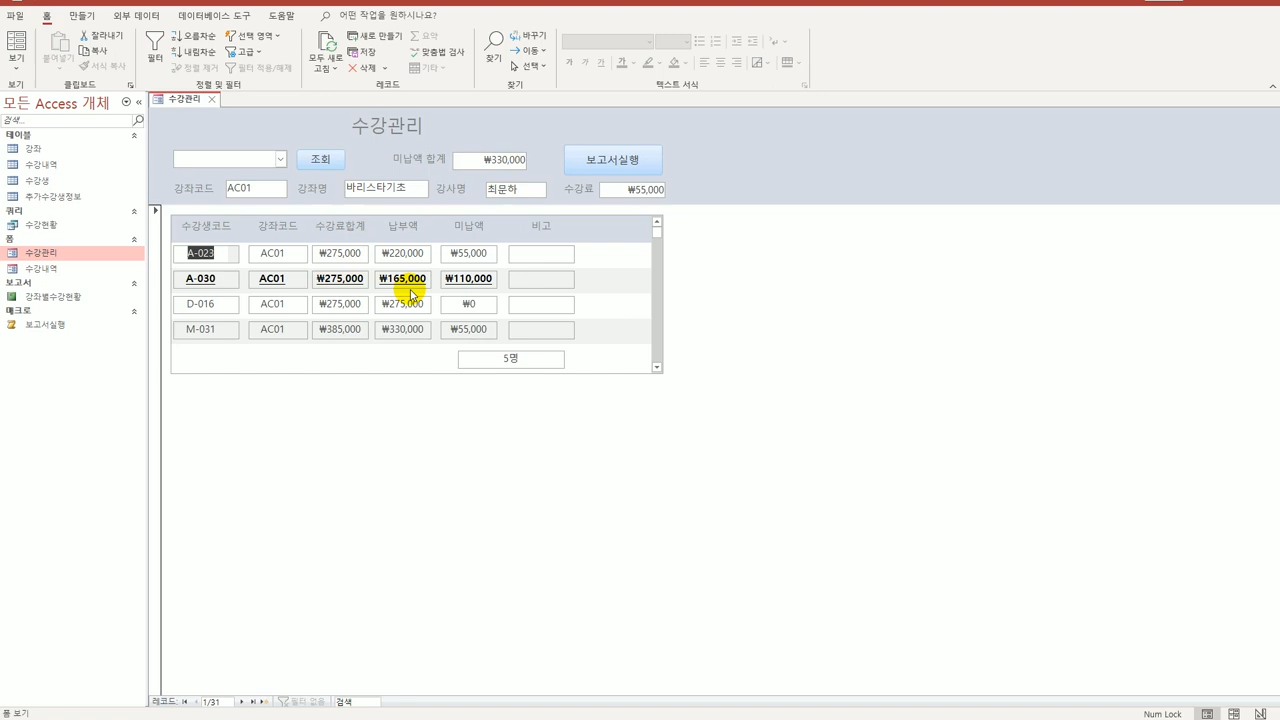 파일 홈 만들기 외부 데이터 데이터베이스 도구 도움말 어떤 작업을 원하시나요?
보기
붙여넣기
잘라내기
복사
서식 복사
필터
오름차순
내림차순
정렬 제거
선택 영역
고급
필터 적용/해제
모두 새로
고침
새로 만들기
저장
삭제
요약
맞춤법 검사
기타
찾기
바꾸기
이동
선택
가 가 가 가
보기 클립보드 정렬 및 필터 레코드 찾기 텍스트 서식
모든 Access 개체
검색...
테이블
강좌
수강내역
수강생
추가수강생정보
쿼리
수강현황
폼
수강관리
수강내역
보고서
강좌별수강현황
매크로
보고서실행
수강관리
수강관리
조회 미납액 합계 ₩330,000 보고서실행
강좌코드 AC01 강좌명 바리스타기초 강사명 최문하 수강료 ₩55,000
수강생코드 강좌코드 수강료합계 납부액 미납액 비고
A-023 AC01 ₩275,000 ₩220,000 ₩55,000
A-030 AC01 ₩275,000 ₩165,000 ₩110,000
D-016 AC01 ₩275,000 ₩275,000 ₩0
M-031 AC01 ₩385,000 ₩330,000 ₩55,000
5명
레코드: 1/31 필터 없음 검색
폼 보기 Num Lock